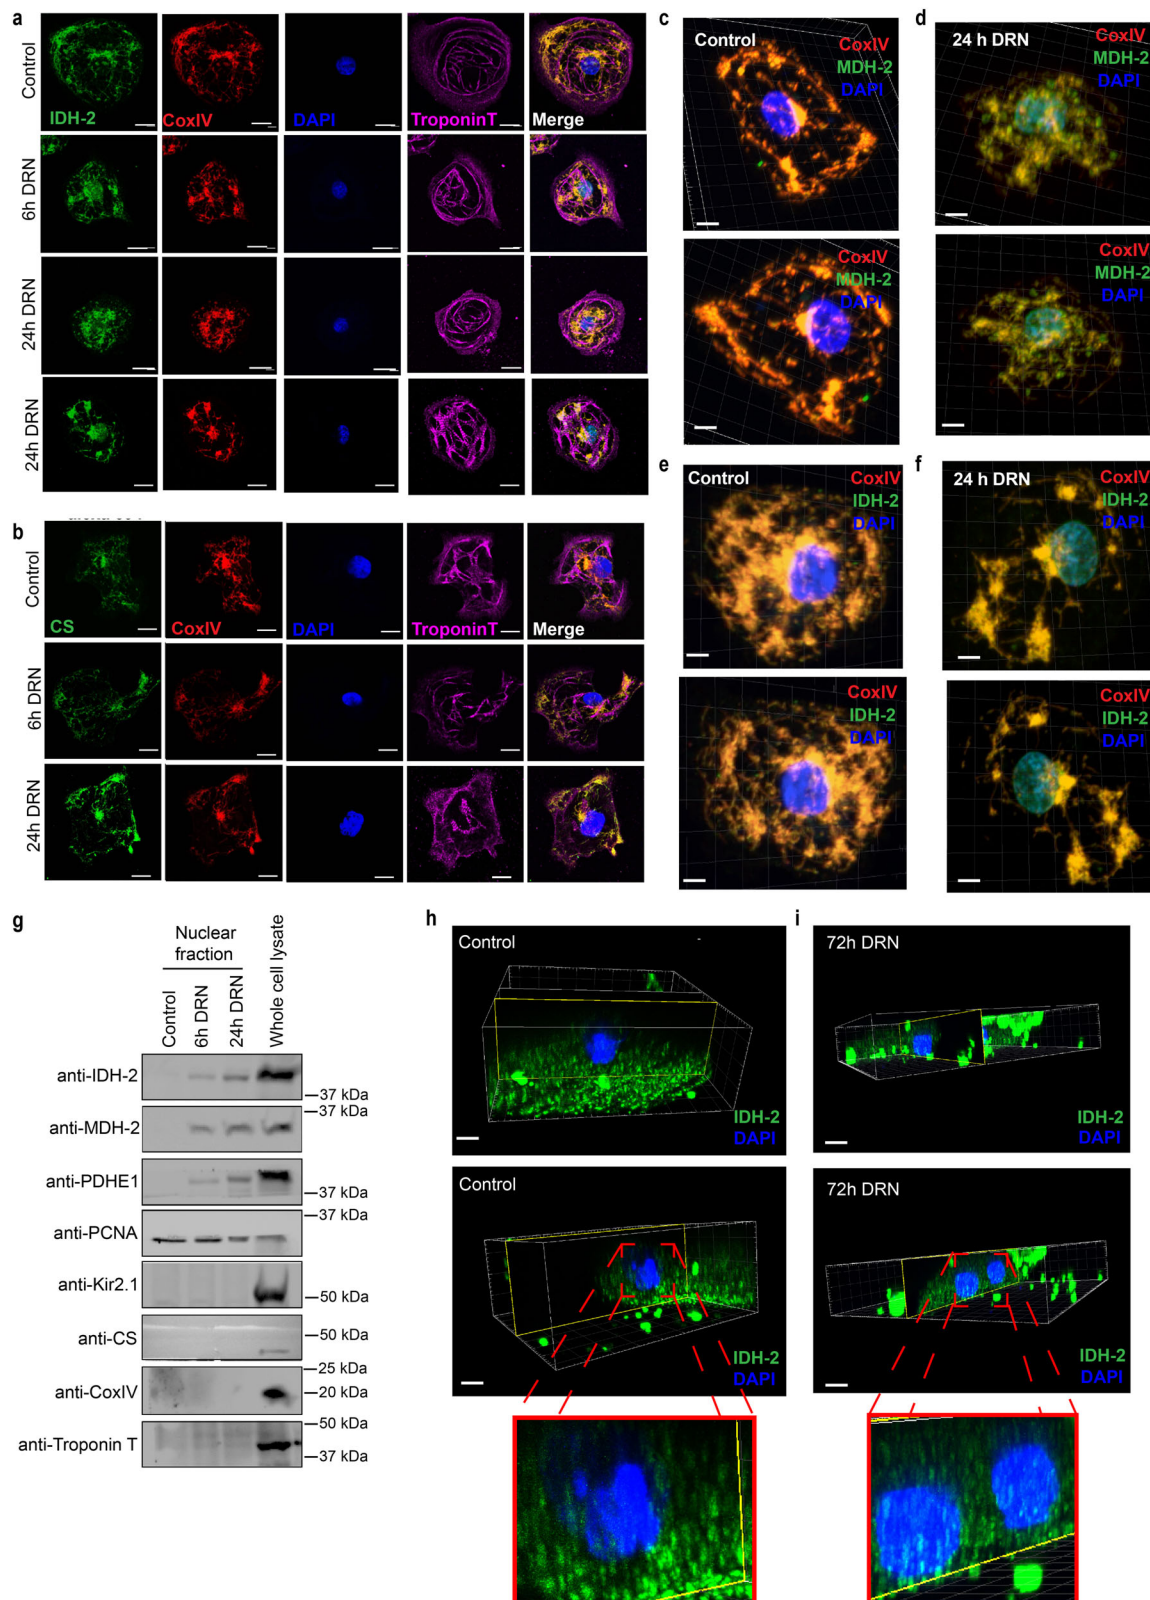 a
Control
IDH-2
CoxIV
DAPI
TroponinT
Merge
6h DRN
24h DRN
24h DRN
b
Control
CS
CoxIV
DAPI
TroponinT
Merge
6h DRN
24h DRN
c
Control
CoxIV
MDH-2
DAPI
CoxIV
MDH-2
DAPI
d
24 h DRN
CoxIV
MDH-2
DAPI
CoxIV
MDH-2
DAPI
e
Control
CoxIV
IDH-2
DAPI
CoxIV
IDH-2
DAPI
f
24 h DRN
CoxIV
IDH-2
DAPI
CoxIV
IDH-2
DAPI
g
Nuclear
fraction
Control
6h DRN
24h DRN
Whole cell lysate
anti-IDH-2
37 kDa
anti-MDH-2
37 kDa
anti-PDHE1
37 kDa
anti-PCNA
37 kDa
anti-Kir2.1
50 kDa
anti-CS
50 kDa
anti-CoxIV
25 kDa
20 kDa
anti-Troponin T
50 kDa
37 kDa
h
Control
IDH-2
DAPI
Control
IDH-2
DAPI
i
72h DRN
IDH-2
DAPI
72h DRN
IDH-2
DAPI